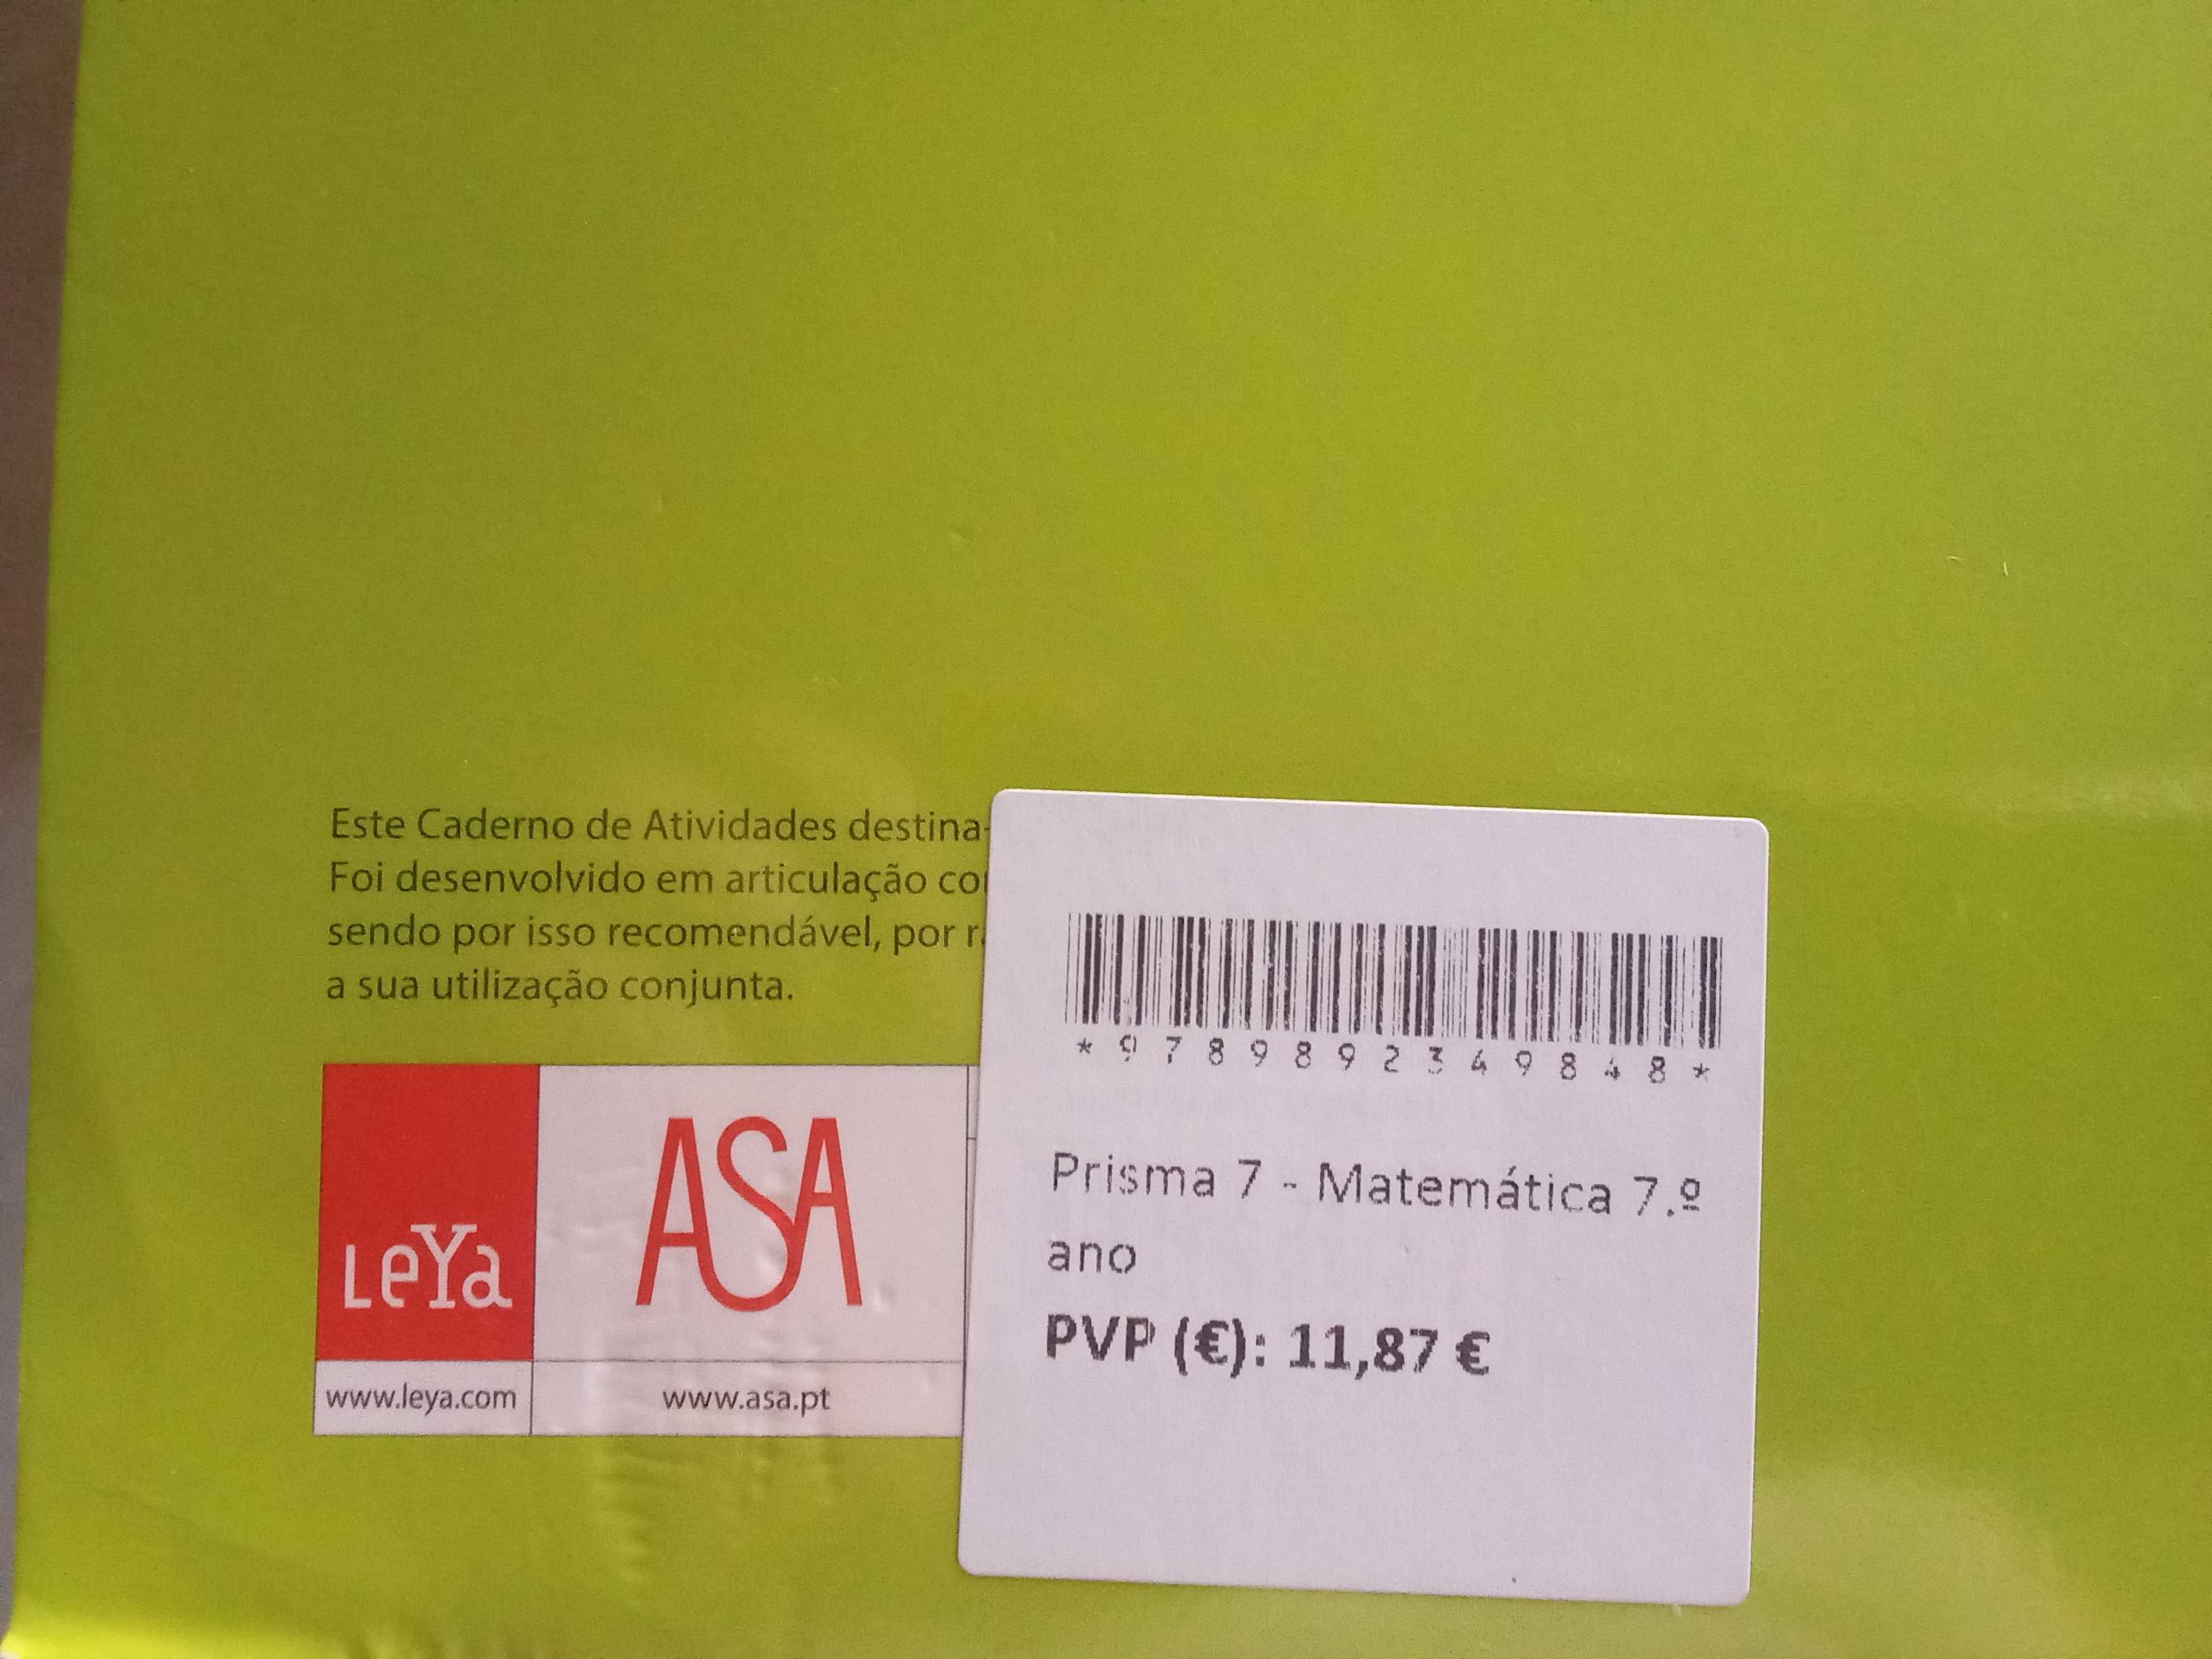 Este Caderno de Atividades destina-
Foi desenvolvido em articulação
sendo por isso recomendável, por
a sua utilização conjunta.
LeYa
ASA
www.leya.com
www.asa.pt
*9789892349848*
Prisma 7 - Matemática 7.º
ano
PVP (€): 11,87 €